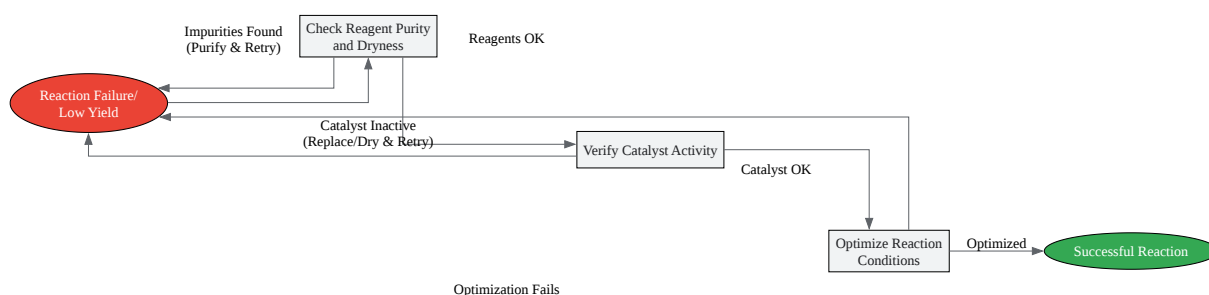 Impurities Found
(Purify & Retry)
Check Reagent Purity
and Dryness
Reagents OK
Reaction Failure/
Low Yield
Catalyst Inactive
(Replace/Dry & Retry)
Verify Catalyst Activity
Catalyst OK
Optimize Reaction
Conditions
Optimized
Successful Reaction
Optimization Fails